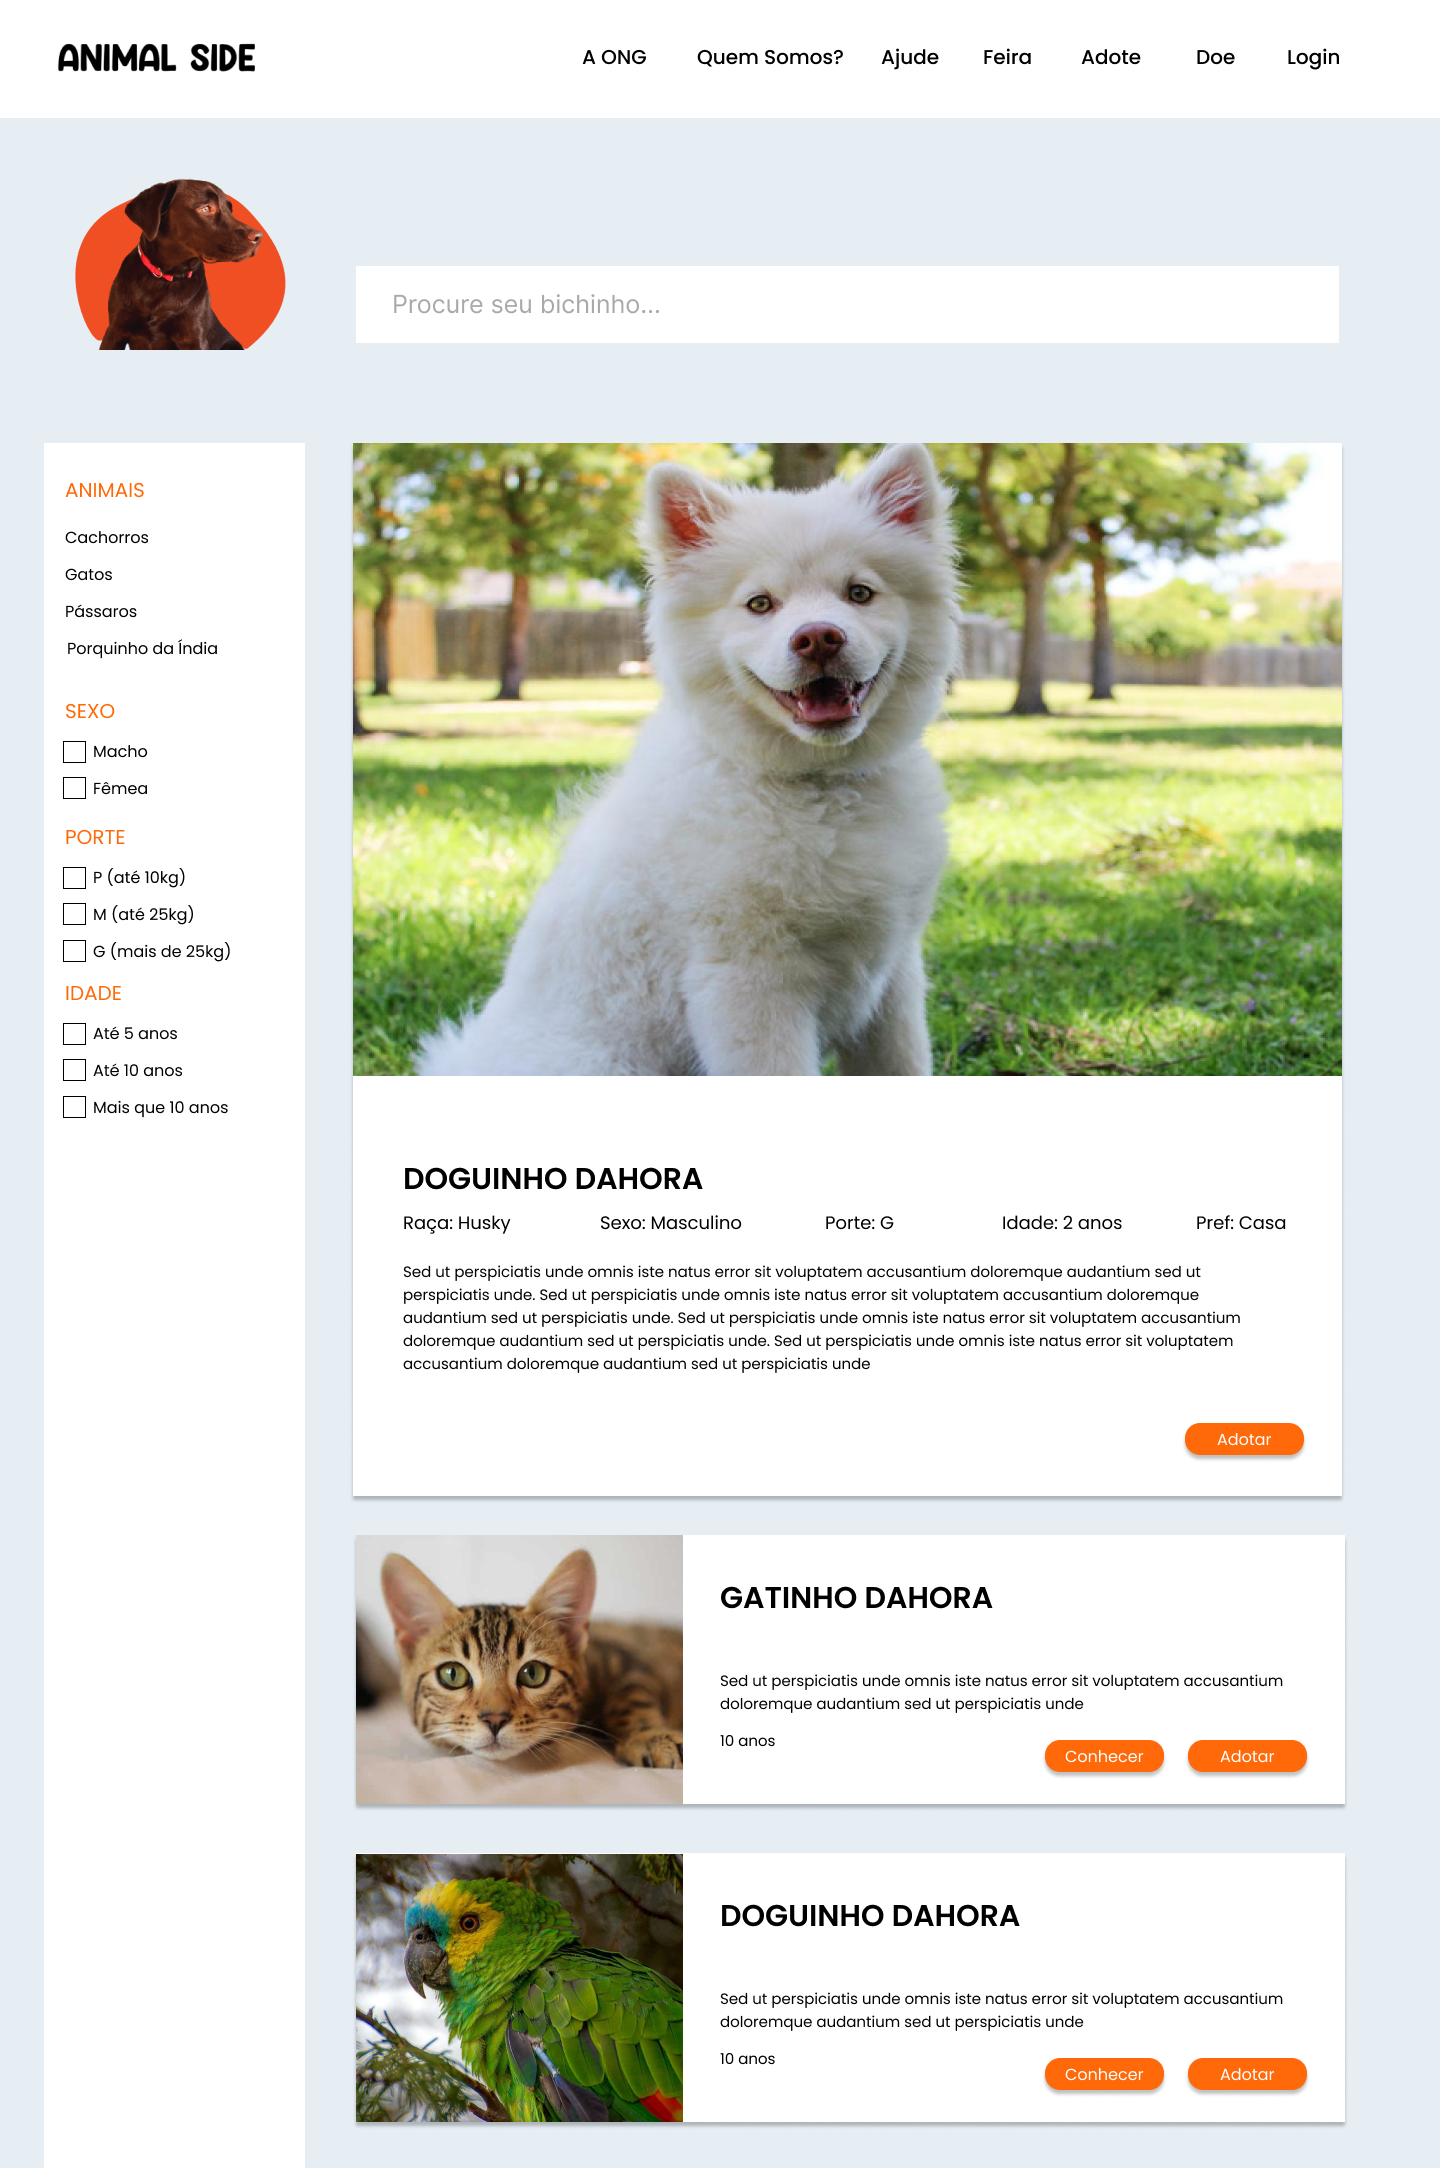 ANIMAL SIDE
A ONG Quem Somos? Ajude Feira Adote Doe Login
Procure seu bichinho...
ANIMAIS
Cachorros
Gatos
Pássaros
Porquinho da Índia
SEXO
Macho
Fêmea
PORTE
P (até 10kg)
M (até 25kg)
G (mais de 25kg)
IDADE
Até 5 anos
Até 10 anos
Mais que 10 anos
DOGUINHO DAHORA
Raça: Husky Sexo: Masculino Porte: G Idade: 2 anos Pref: Casa
Sed ut perspiciatis unde omnis iste natus error sit voluptatem accusantium doloremque audantium sed ut
perspiciatis unde. Sed ut perspiciatis unde omnis iste natus error sit voluptatem accusantium doloremque
audantium sed ut perspiciatis unde. Sed ut perspiciatis unde omnis iste natus error sit voluptatem accusantium
doloremque audantium sed ut perspiciatis unde. Sed ut perspiciatis unde omnis iste natus error sit voluptatem
accusantium doloremque audantium sed ut perspiciatis unde
Adotar
GATINHO DAHORA
Sed ut perspiciatis unde omnis iste natus error sit voluptatem accusantium
doloremque audantium sed ut perspiciatis unde
10 anos
Conhecer Adotar
DOGUINHO DAHORA
Sed ut perspiciatis unde omnis iste natus error sit voluptatem accusantium
doloremque audantium sed ut perspiciatis unde
10 anos
Conhecer Adotar